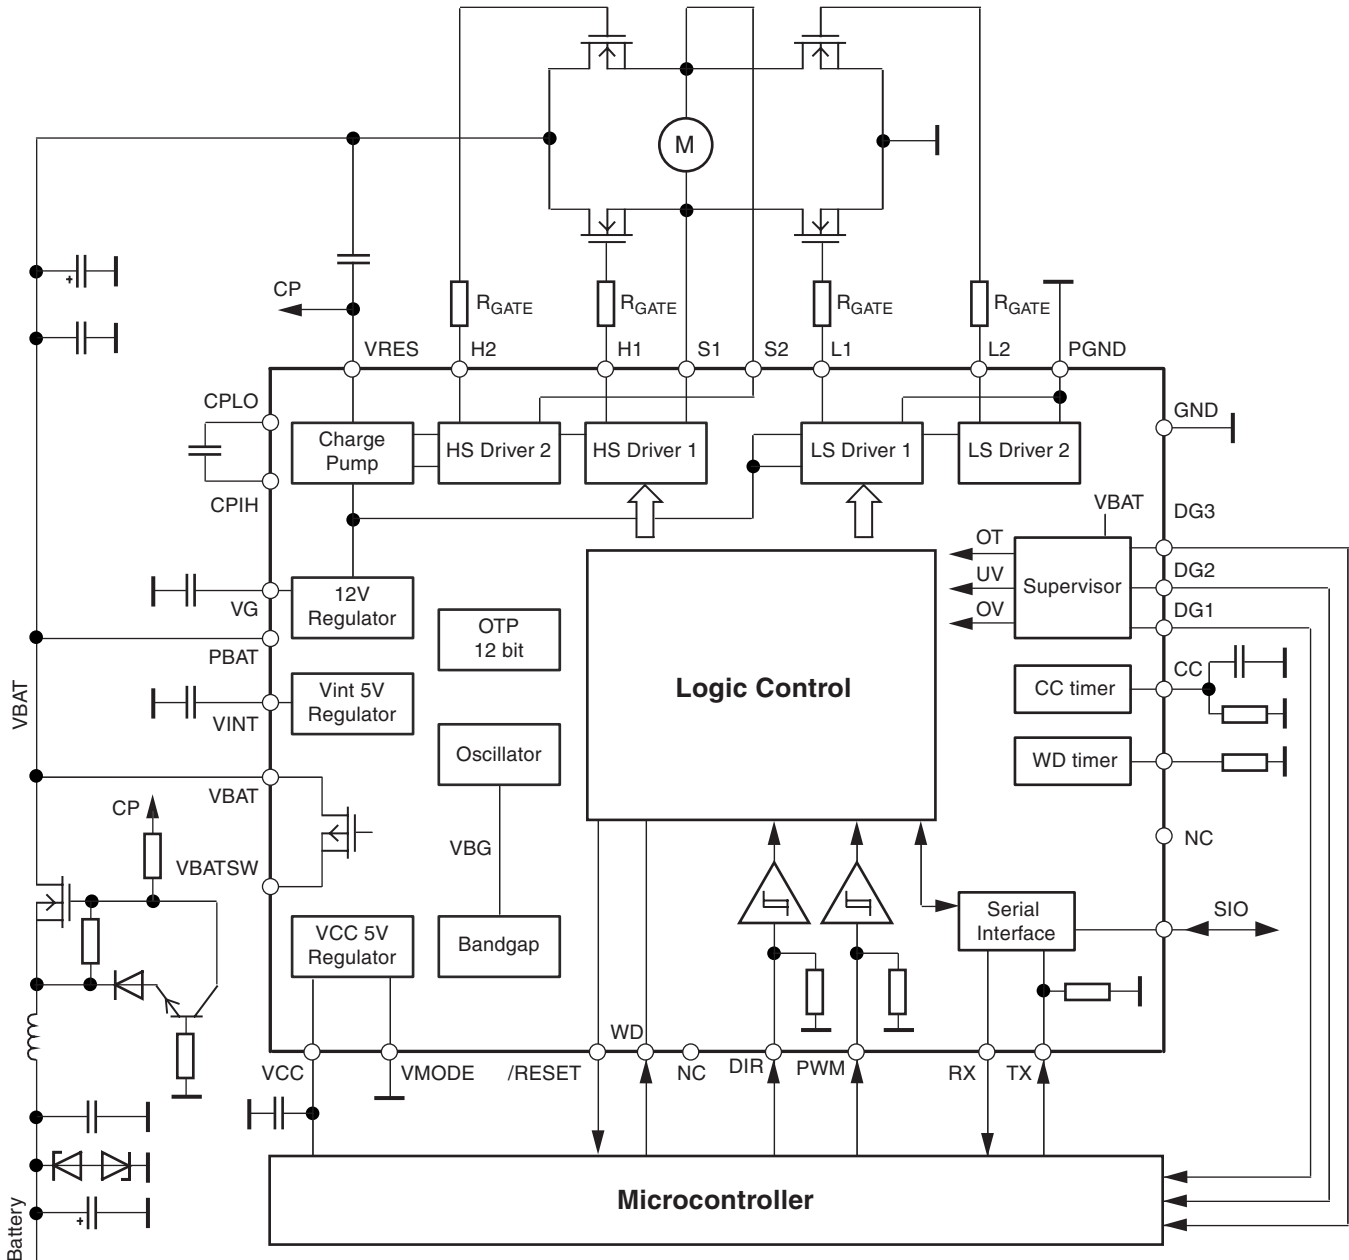 M
CP
RGATE
RGATE
RGATE
RGATE
VRES
H2
H1
S1
S2
L1
L2
PGND
CPLO
GND
Charge
Pump
HS Driver 2
HS Driver 1
LS Driver 1
LS Driver 2
CPIH
VBAT
DG3
OT
UV
OV
Supervisor
DG2
DG1
VG
12V
Regulator
OTP
12 bit
PBAT
CC
CC timer
Vint 5V
Regulator
VINT
VBAT
Logic Control
Oscillator
WD timer
VBAT
CP
VBG
NC
VBATSW
VCC 5V
Regulator
Bandgap
Serial
Interface
SIO
WD
VCC
VMODE
/RESET
NC
DIR
PWM
RX
TX
+
Microcontroller
+
Battery